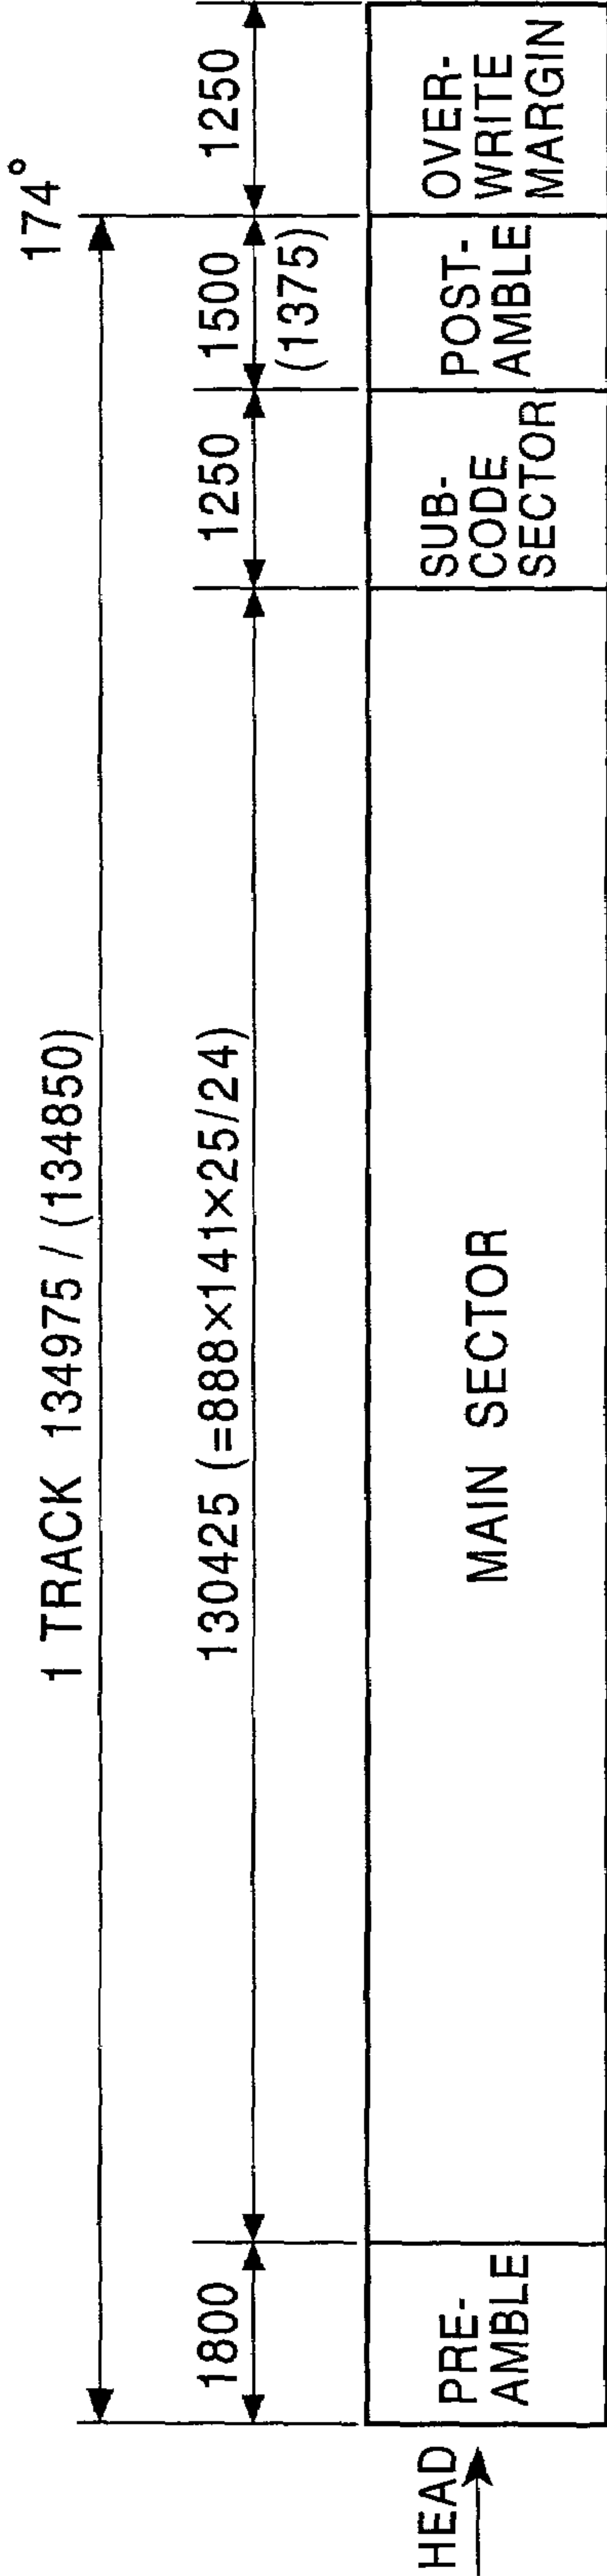 174°
1 TRACK 134975 / (134850)
1800
130425 (=888×141×25/24)
1250
1500
(1375)
1250
HEAD
PRE-
AMBLE
MAIN SECTOR
SUB-
CODE
SECTOR
POST-
AMBLE
OVER-
WRITE
MARGIN